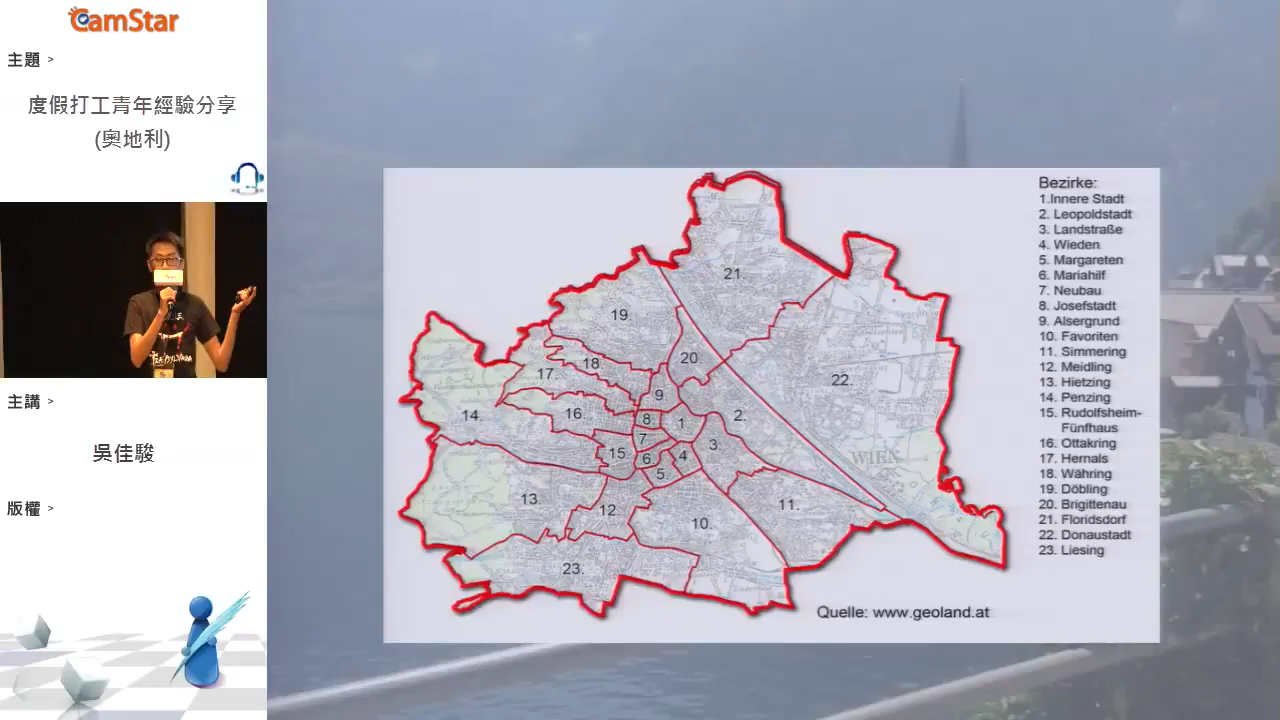 CamStar
主題 >
度假打工青年經驗分享
(奧地利)
主講 >
吳佳駿
版權 >
21.
19.
20
18
17.
22.
9
16.
14.
8.
1.
2.
7.
3.
15.
6.
4.
WIEN
5.
13
11.
12.
10.
23.
Bezirke:
1.Innere Stadt
2. Leopoldstadt
3. Landstraße
4. Wieden
5. Margareten
6. Mariahilf
7. Neubau
8. Josefstadt
9. Alsergrund
10. Favoriten
11. Simmering
12. Meidling
13. Hietzing
14. Penzing
15. Rudolfsheim-
Fünfhaus
16. Ottakring
17. Hernals
18. Währing
19. Döbling
20. Brigittenau
21. Floridsdorf
22. Donaustadt
23. Liesing
Quelle: www.geoland.at